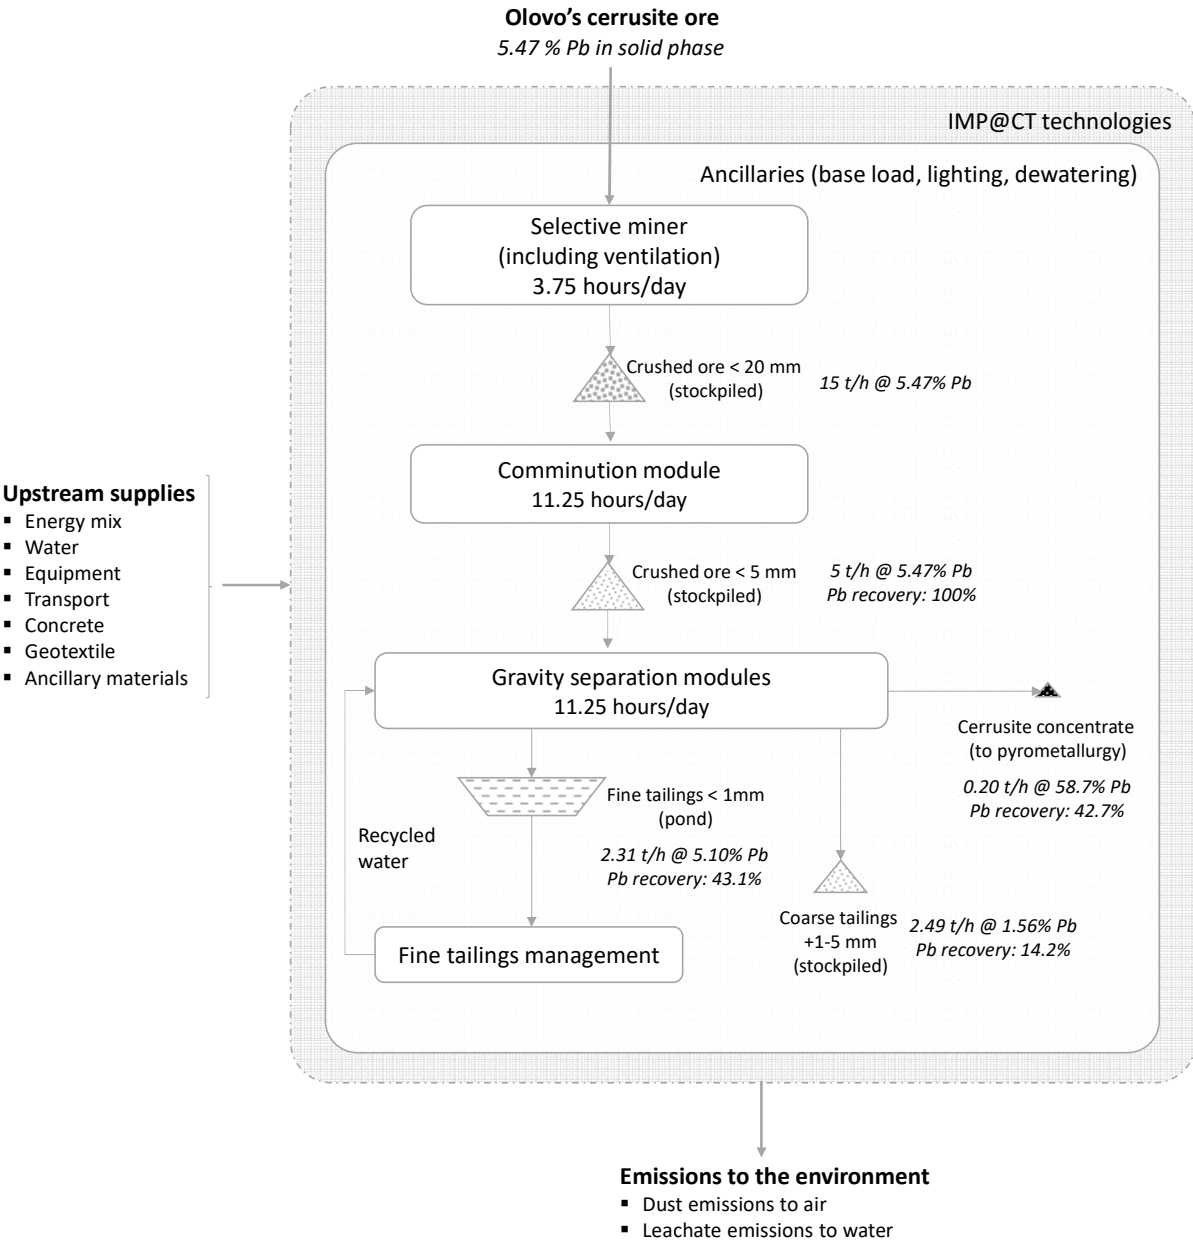 Olovo’s cerrusite ore
5.47 % Pb in solid phase
IMP@CT technologies
Ancillaries (base load, lighting, dewatering)
Selective miner
(including ventilation)
3.75 hours/day
Crushed ore < 20 mm
(stockpiled)
15 t/h @ 5.47% Pb
Comminution module
11.25 hours/day
Upstream supplies
▪ Energy mix
▪ Water
▪ Equipment
▪ Transport
▪ Concrete
▪ Geotextile
▪ Ancillary materials
Crushed ore < 5 mm
(stockpiled)
5 t/h @ 5.47% Pb
Pb recovery: 100%
Gravity separation modules
11.25 hours/day
Cerrusite concentrate
(to pyrometallurgy)
0.20 t/h @ 58.7% Pb
Pb recovery: 42.7%
Fine tailings < 1mm
(pond)
2.31 t/h @ 5.10% Pb
Pb recovery: 43.1%
Recycled
water
Coarse tailings
+1-5 mm
(stockpiled)
2.49 t/h @ 1.56% Pb
Pb recovery: 14.2%
Fine tailings management
Emissions to the environment
▪ Dust emissions to air
▪ Leachate emissions to water